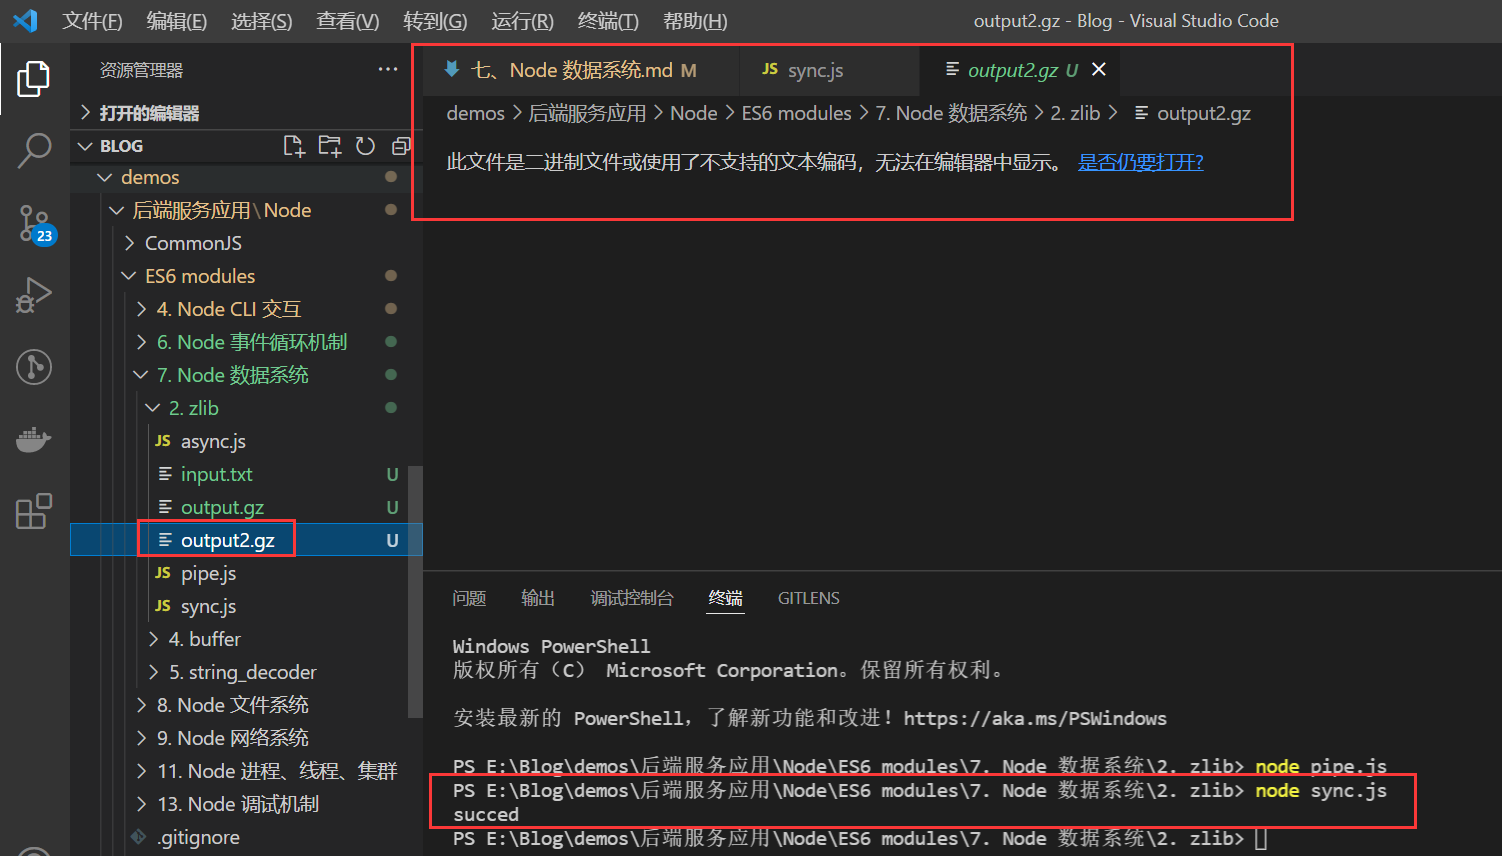 文件(F) 编辑(E) 选择(S) 查看(V) 转到(G) 运行(R) 终端(T) 帮助(H) output2.gz - Blog - Visual Studio Code
资源管理器 ···
打开的编辑器
BLOG
demos
后端服务应用\Node
CommonJS
ES6 modules
4. Node CLI 交互
6. Node 事件循环机制
7. Node 数据系统
2. zlib
JS async.js
input.txt U
output.gz U
output2.gz U
JS pipe.js
JS sync.js
4. buffer
5. string_decoder
8. Node 文件系统
9. Node 网络系统
11. Node 进程、线程、集群
13. Node 调试机制
.gitignore
23
七、Node 数据系统.md M JS sync.js output2.gz U
demos > 后端服务应用 > Node > ES6 modules > 7. Node 数据系统 > 2. zlib > output2.gz
此文件是二进制文件或使用了不支持的文本编码，无法在编辑器中显示。 是否仍要打开?
问题 输出 调试控制台 终端 GITLENS
Windows PowerShell
版权所有（C） Microsoft Corporation。保留所有权利。
安装最新的 PowerShell，了解新功能和改进！https://aka.ms/PSWindows
PS E:\Blog\demos\后端服务应用\Node\ES6 modules\7. Node 数据系统\2. zlib> node pipe.js
PS E:\Blog\demos\后端服务应用\Node\ES6 modules\7. Node 数据系统\2. zlib> node sync.js
succed
PS E:\Blog\demos\后端服务应用\Node\ES6 modules\7. Node 数据系统\2. zlib>